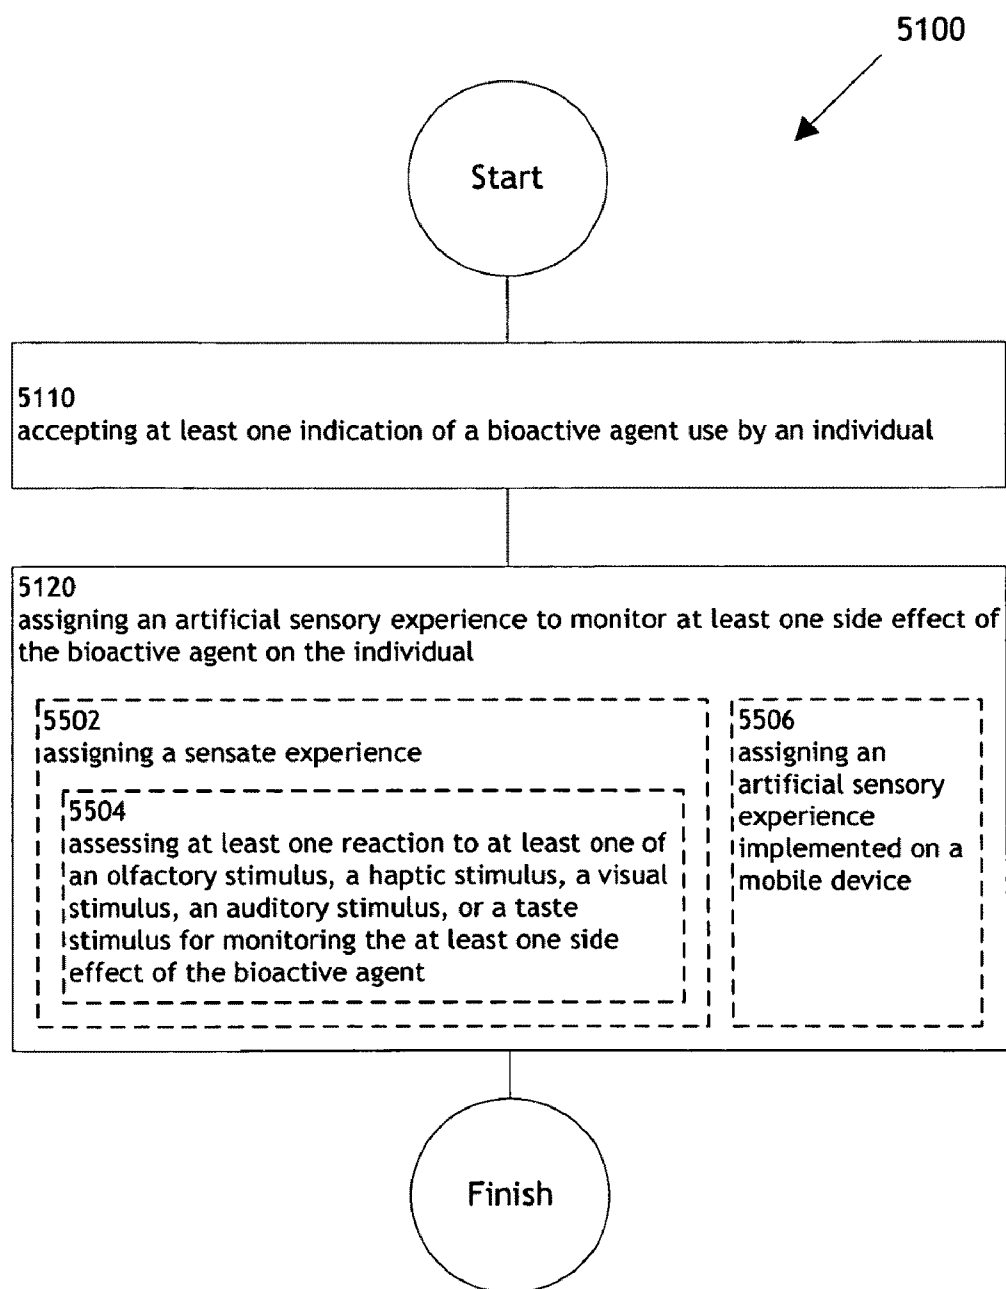 5100
Start
5110
accepting at least one indication of a bioactive agent use by an individual
5120
assigning an artificial sensory experience to monitor at least one side effect of
the bioactive agent on the individual
5502
assigning a sensate experience
5504
assessing at least one reaction to at least one of
an olfactory stimulus, a haptic stimulus, a visual
stimulus, an auditory stimulus, or a taste
stimulus for monitoring the at least one side
effect of the bioactive agent
5506
assigning an
artificial sensory
experience
implemented on a
mobile device
Finish